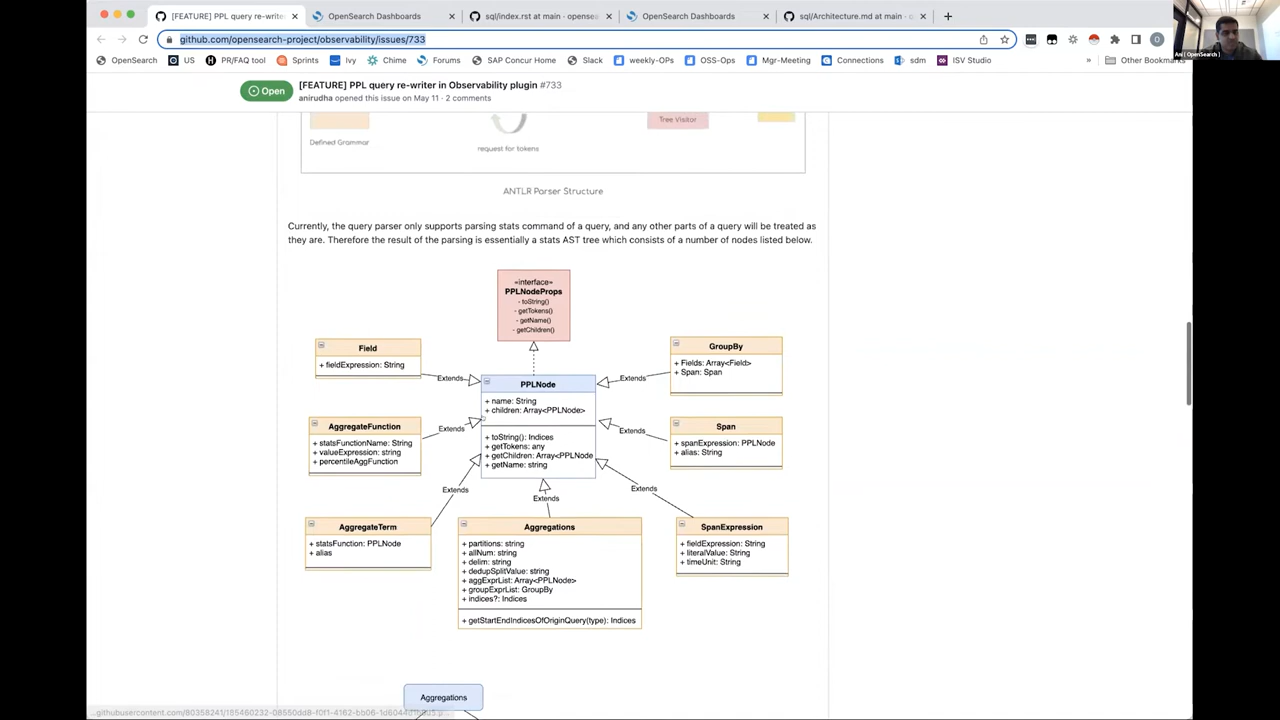 [FEATURE] PPL query re-writer
OpenSearch Dashboards
sql/index.rst at main · openseo
OpenSearch Dashboards
sql/Architecture.md at main · o
github.com/opensearch-project/observability/issues/733
Ani [ OpenSearch ]
OpenSearch
US
PR/FAQ tool
Sprints
Ivy
Chime
Forums
SAP Concur Home
Slack
weekly-OPs
OSS-Ops
Mgr-Meeting
Connections
sdm
ISV Studio
»
Other Bookmarks
Open
[FEATURE] PPL query re-writer in Observability plugin #733
anirudha opened this issue on May 11 · 2 comments
Tree Visitor
Defined Grammar
request for tokens
ANTLR Parser Structure
Currently, the query parser only supports parsing stats command of a query, and any other parts of a query will be treated as
they are. Therefore the result of the parsing is essentially a stats AST tree which consists of a number of nodes listed below.
«interface»
PPLNodeProps
- toString()
- getTokens()
- getName()
- getChildren()
Field
+ fieldExpression: String
Extends
GroupBy
+ Fields: Array<Field>
+ Span: Span
Extends
PPLNode
+ name: String
+ children: Array<PPLNode>
+ toString(): Indices
+ getTokens: any
+ getChildren: Array<PPLNode
+ getName: string
AggregateFunction
+ statsFunctionName: String
+ valueExpression: string
+ percentileAggFunction
Extends
Span
+ spanExpression: PPLNode
+ alias: String
Extends
AggregateTerm
+ statsFunction: PPLNode
+ alias
Extends
Aggregations
+ partitions: string
+ allNum: string
+ delim: string
+ dedupSplitValue: string
+ aggExprList: Array<PPLNode>
+ groupExprList: GroupBy
+ indices?: Indices
+ getStartEndIndicesOfOriginQuery(type): Indices
Extends
SpanExpression
+ fieldExpression: String
+ literalValue: String
+ timeUnit: String
Extends
Aggregations